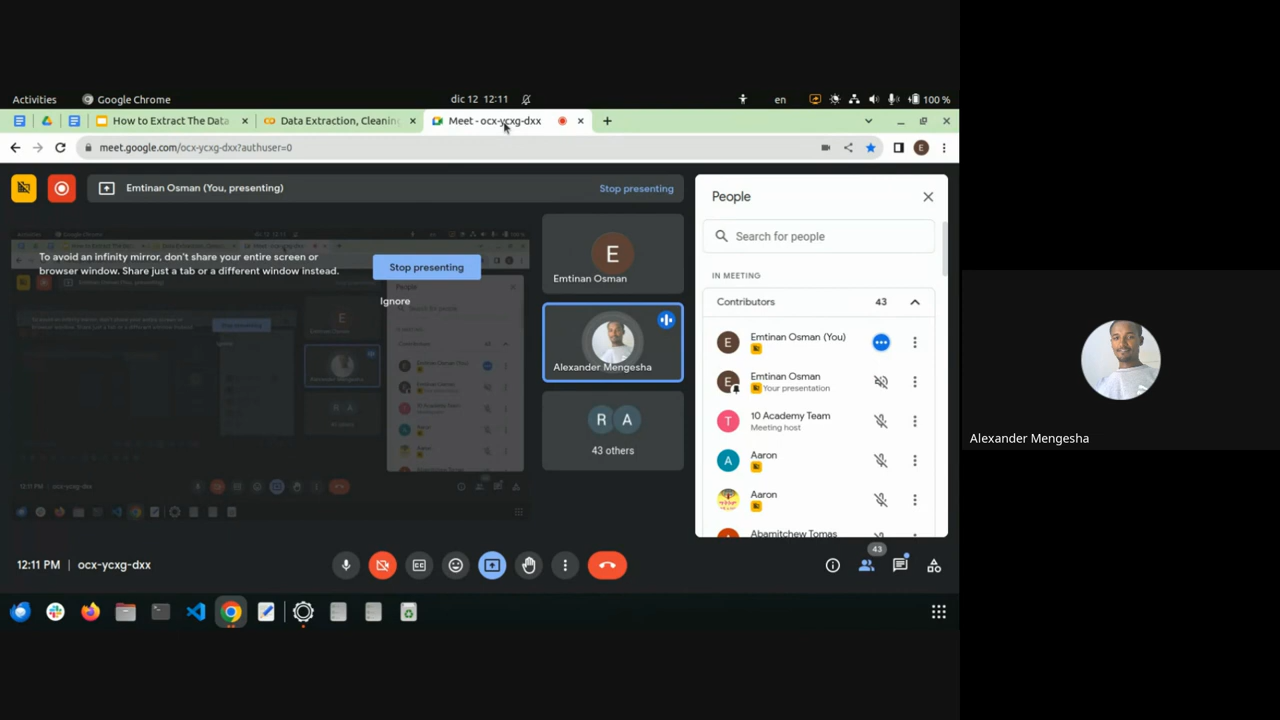 Activities
Google Chrome
dic 12 12:11
en
100 %
How to Extract The Data
Data Extraction, Cleaning
Meet - ocx-ycxg-dxx
meet.google.com/ocx-ycxg-dxx?authuser=0
E
Emtinan Osman (You, presenting)
Stop presenting
To avoid an infinity mirror, don't share your entire screen or
browser window. Share just a tab or a different window instead.
Stop presenting
Ignore
E
Emtinan Osman
Alexander Mengesha
R A
43 others
People
Search for people
IN MEETING
Contributors
43
E
Emtinan Osman (You)
E
Emtinan Osman
Your presentation
T
10 Academy Team
Meeting host
A
Aaron
Aaron
Abamitchew Tomas
12:11 PM | ocx-ycxg-dxx
43
Alexander Mengesha